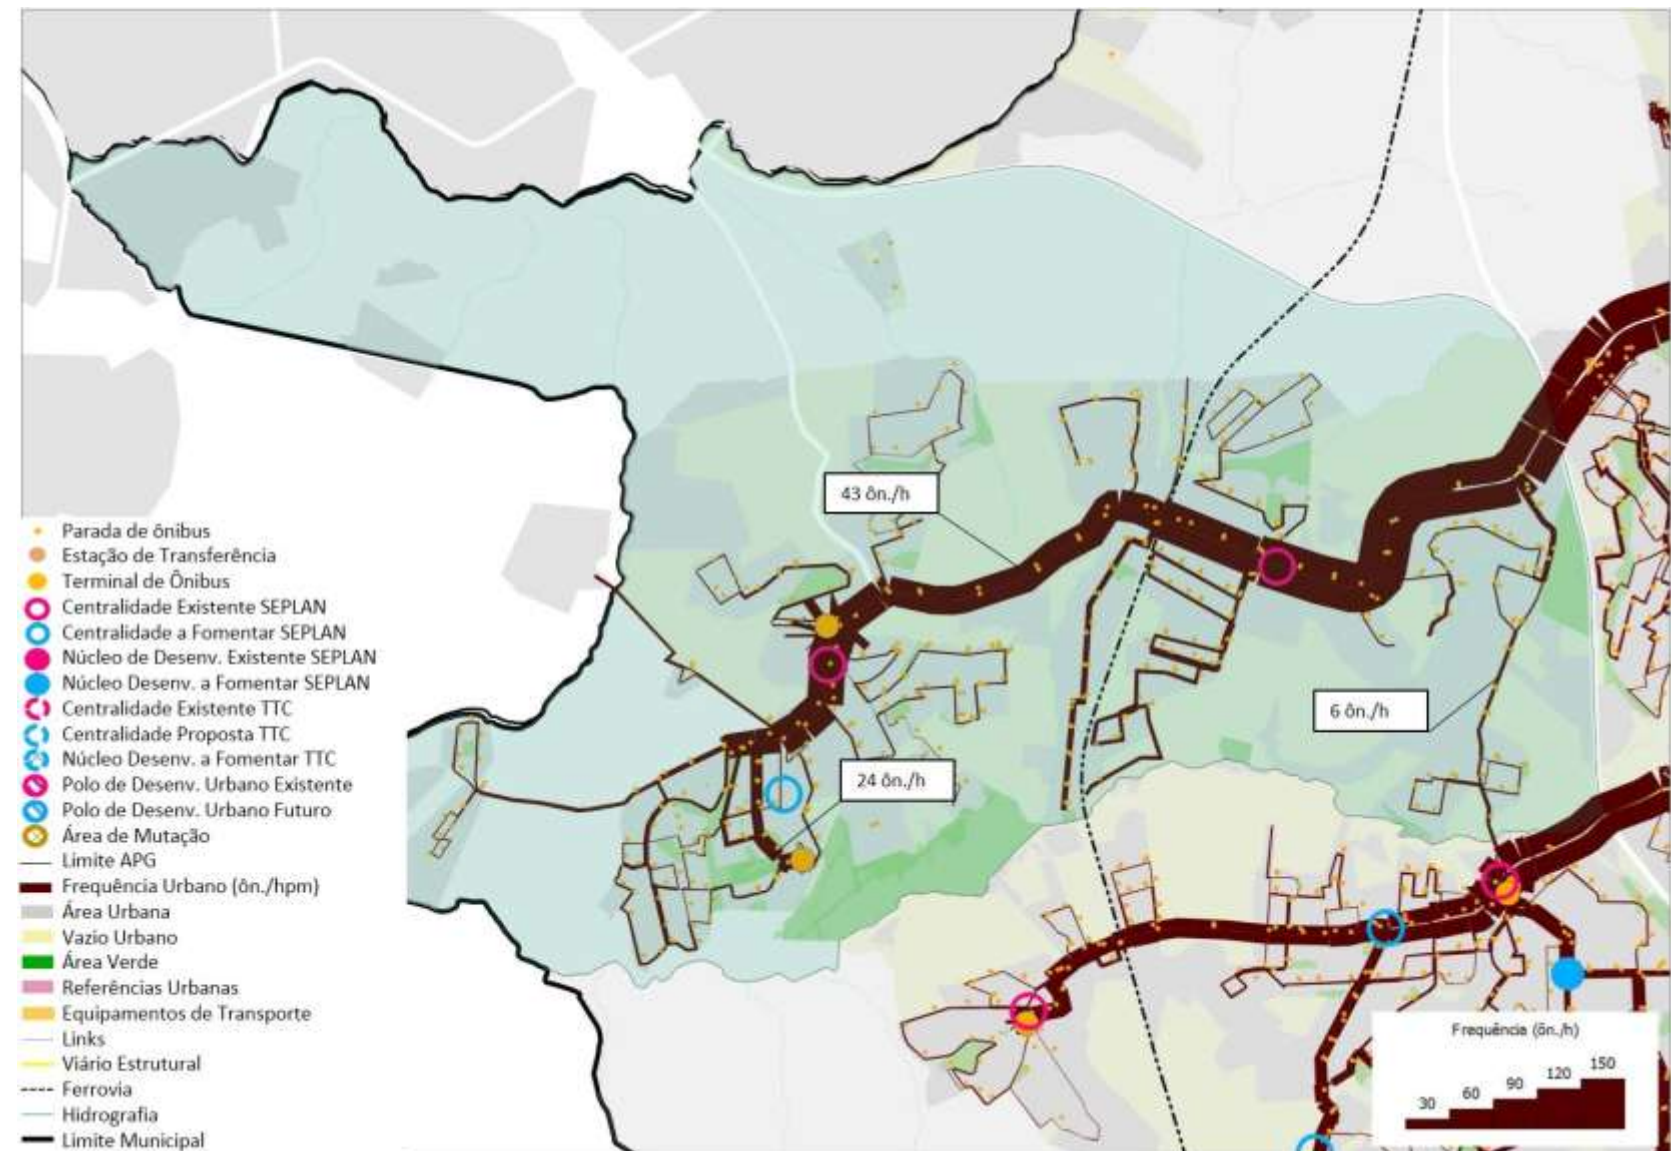 43 ôn./h
6 ôn./h
24 ôn./h
Parada de ônibus
Estação de Transferência
Terminal de Ônibus
Centralidade Existente SEPLAN
Centralidade a Fomentar SEPLAN
Núcleo de Desenv. Existente SEPLAN
Núcleo Desenv. a Fomentar SEPLAN
Centralidade Existente TTC
Centralidade Proposta TTC
Núcleo Desenv. a Fomentar TTC
Polo de Desenv. Urbano Existente
Polo de Desenv. Urbano Futuro
Área de Mutação
Limite APG
Frequência Urbano (ôn./hpm)
Área Urbana
Vazio Urbano
Área Verde
Referências Urbanas
Equipamentos de Transporte
Links
Viário Estrutural
Ferrovia
Hidrografia
Limite Municipal
Frequência (ôn./h)
30 60 90 120 150